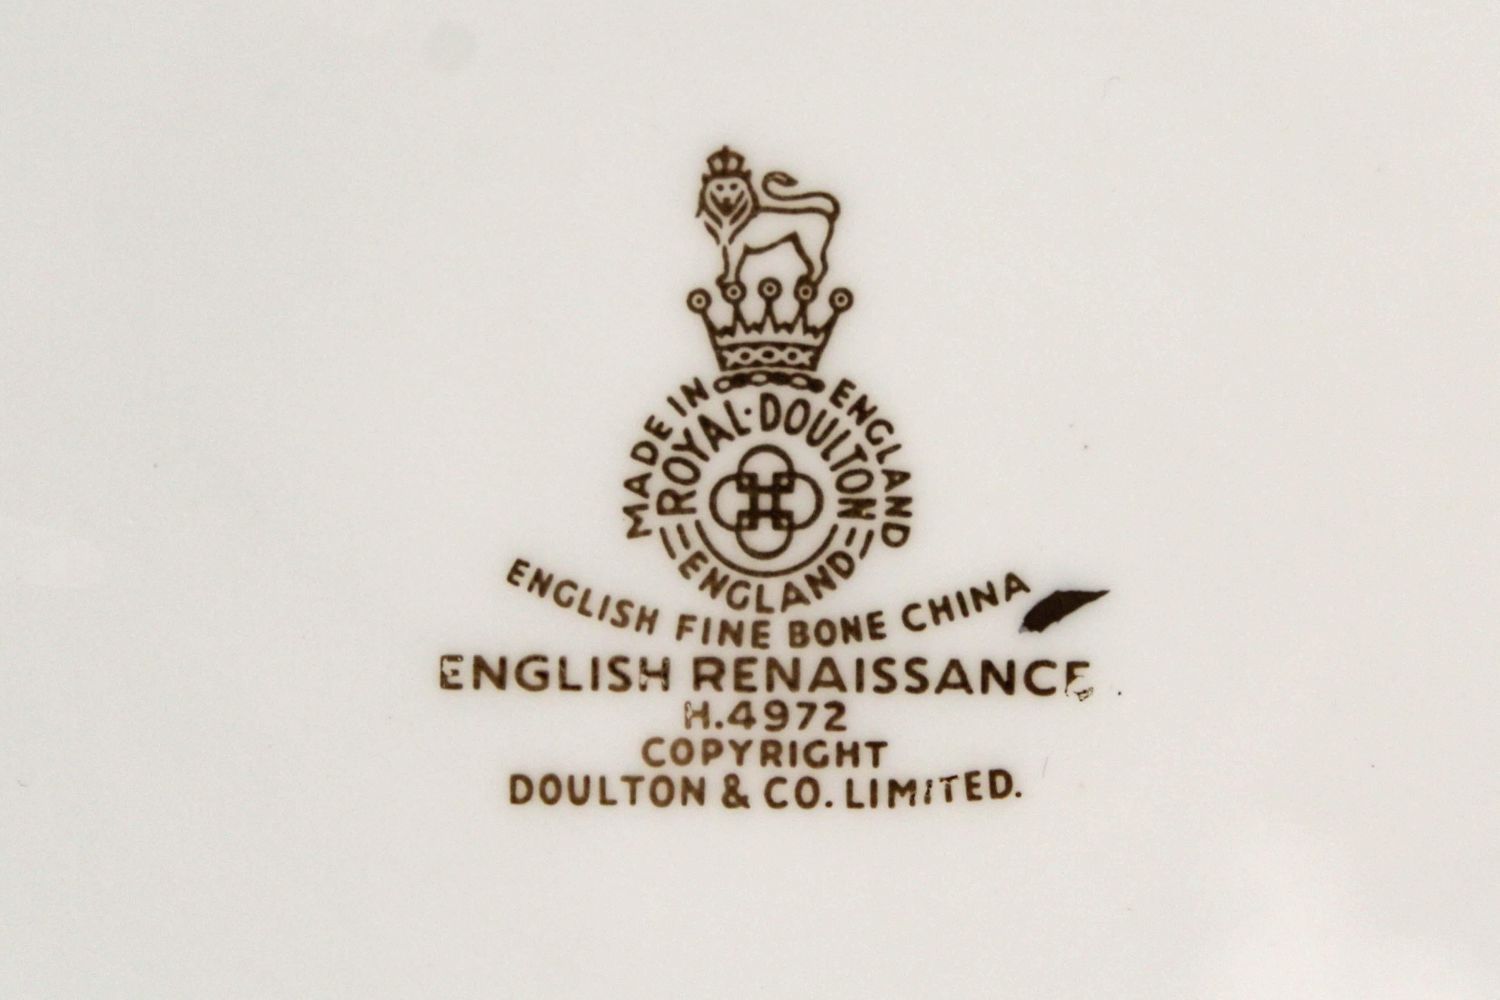 MADE IN ENGLAND
ROYAL·DOULTON
ENGLAND
ENGLISH FINE BONE CHINA
ENGLISH RENAISSANCE
H.4972
COPYRIGHT
DOULTON & CO. LIMITED.